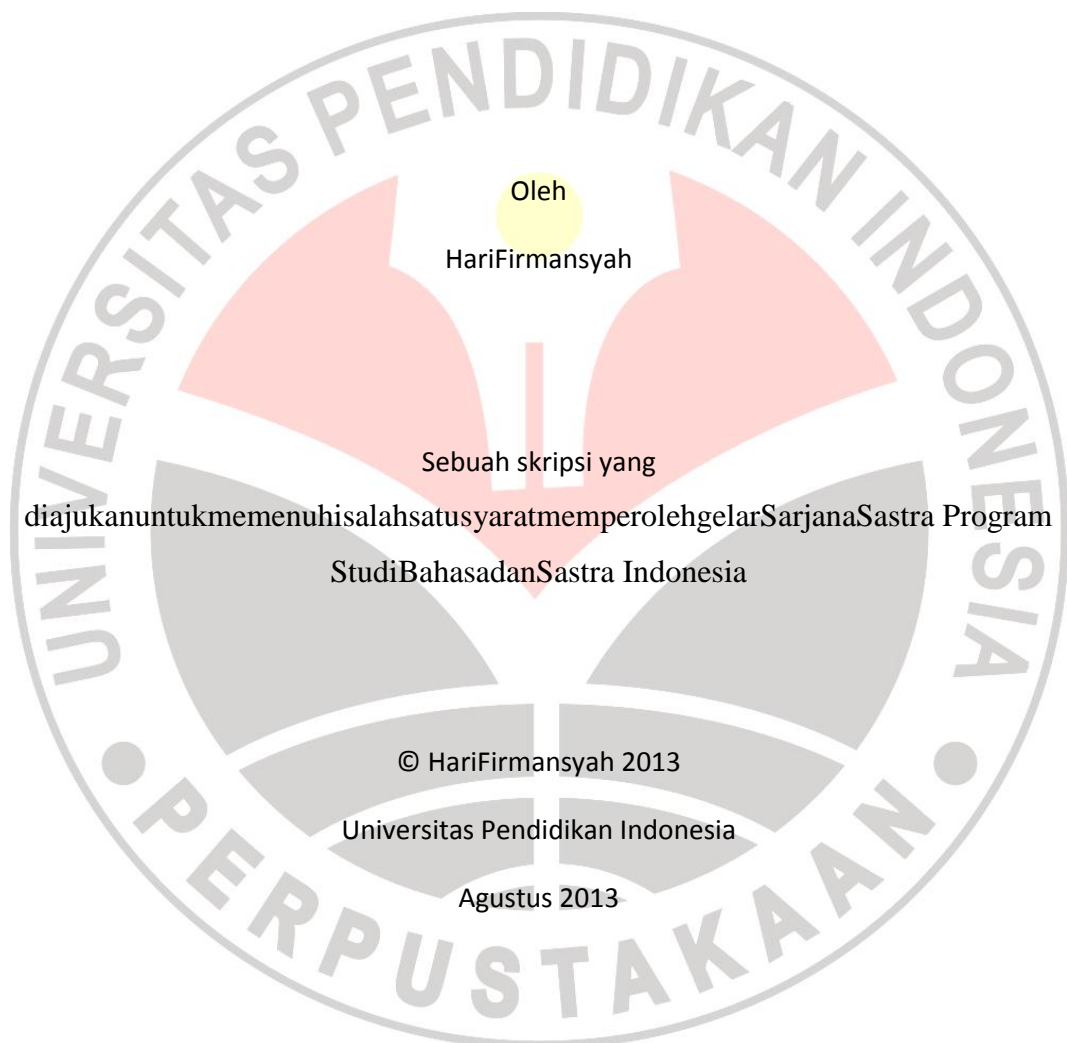 UNIVERSITAS PENDIDIKAN INDONESIA
Oleh
HariFirmansyah
Sebuah skripsi yang
diajukanuntukmemenuhisalahsatusyaratmemperolehgelarSarjanaSastra Program
StudiBahasadanSastra Indonesia
© HariFirmansyah 2013
Universitas Pendidikan Indonesia
Agustus 2013
PERPUSTAKAAN